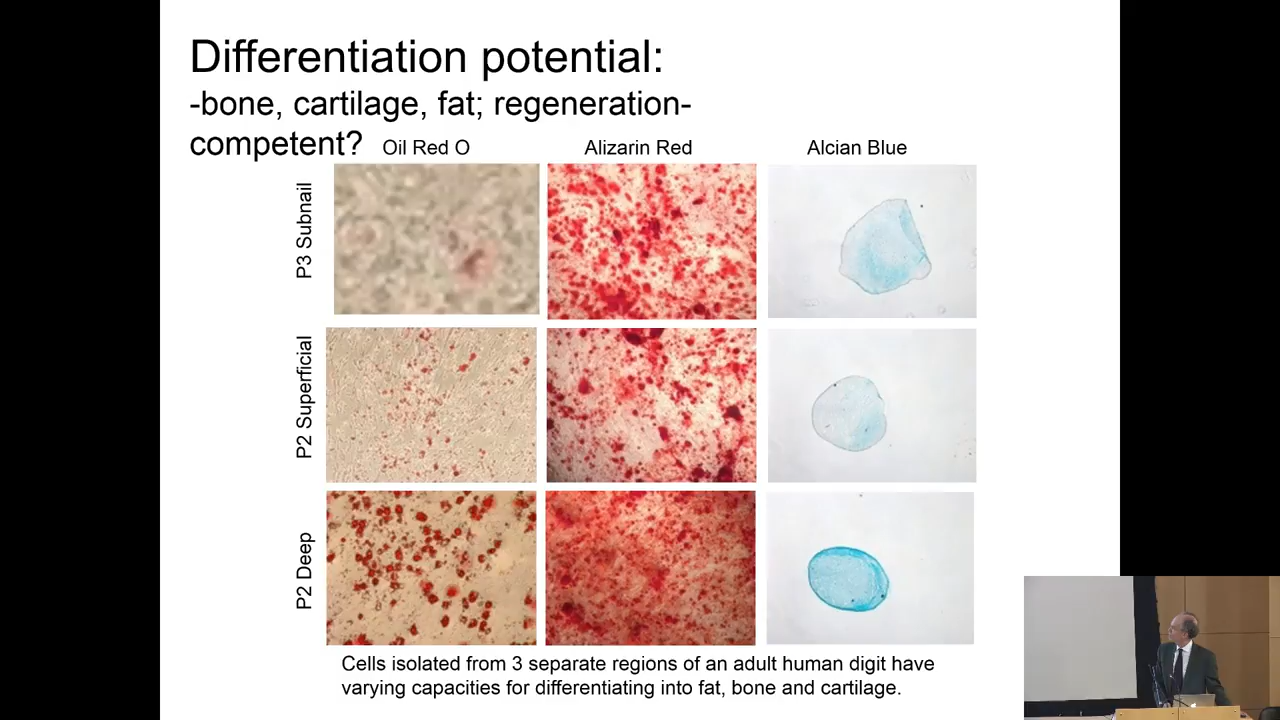 Differentiation potential:
-bone, cartilage, fat; regeneration-
competent?
Oil Red O
Alizarin Red
Alcian Blue
P3 Subnail
P2 Superficial
P2 Deep
Cells isolated from 3 separate regions of an adult human digit have
varying capacities for differentiating into fat, bone and cartilage.